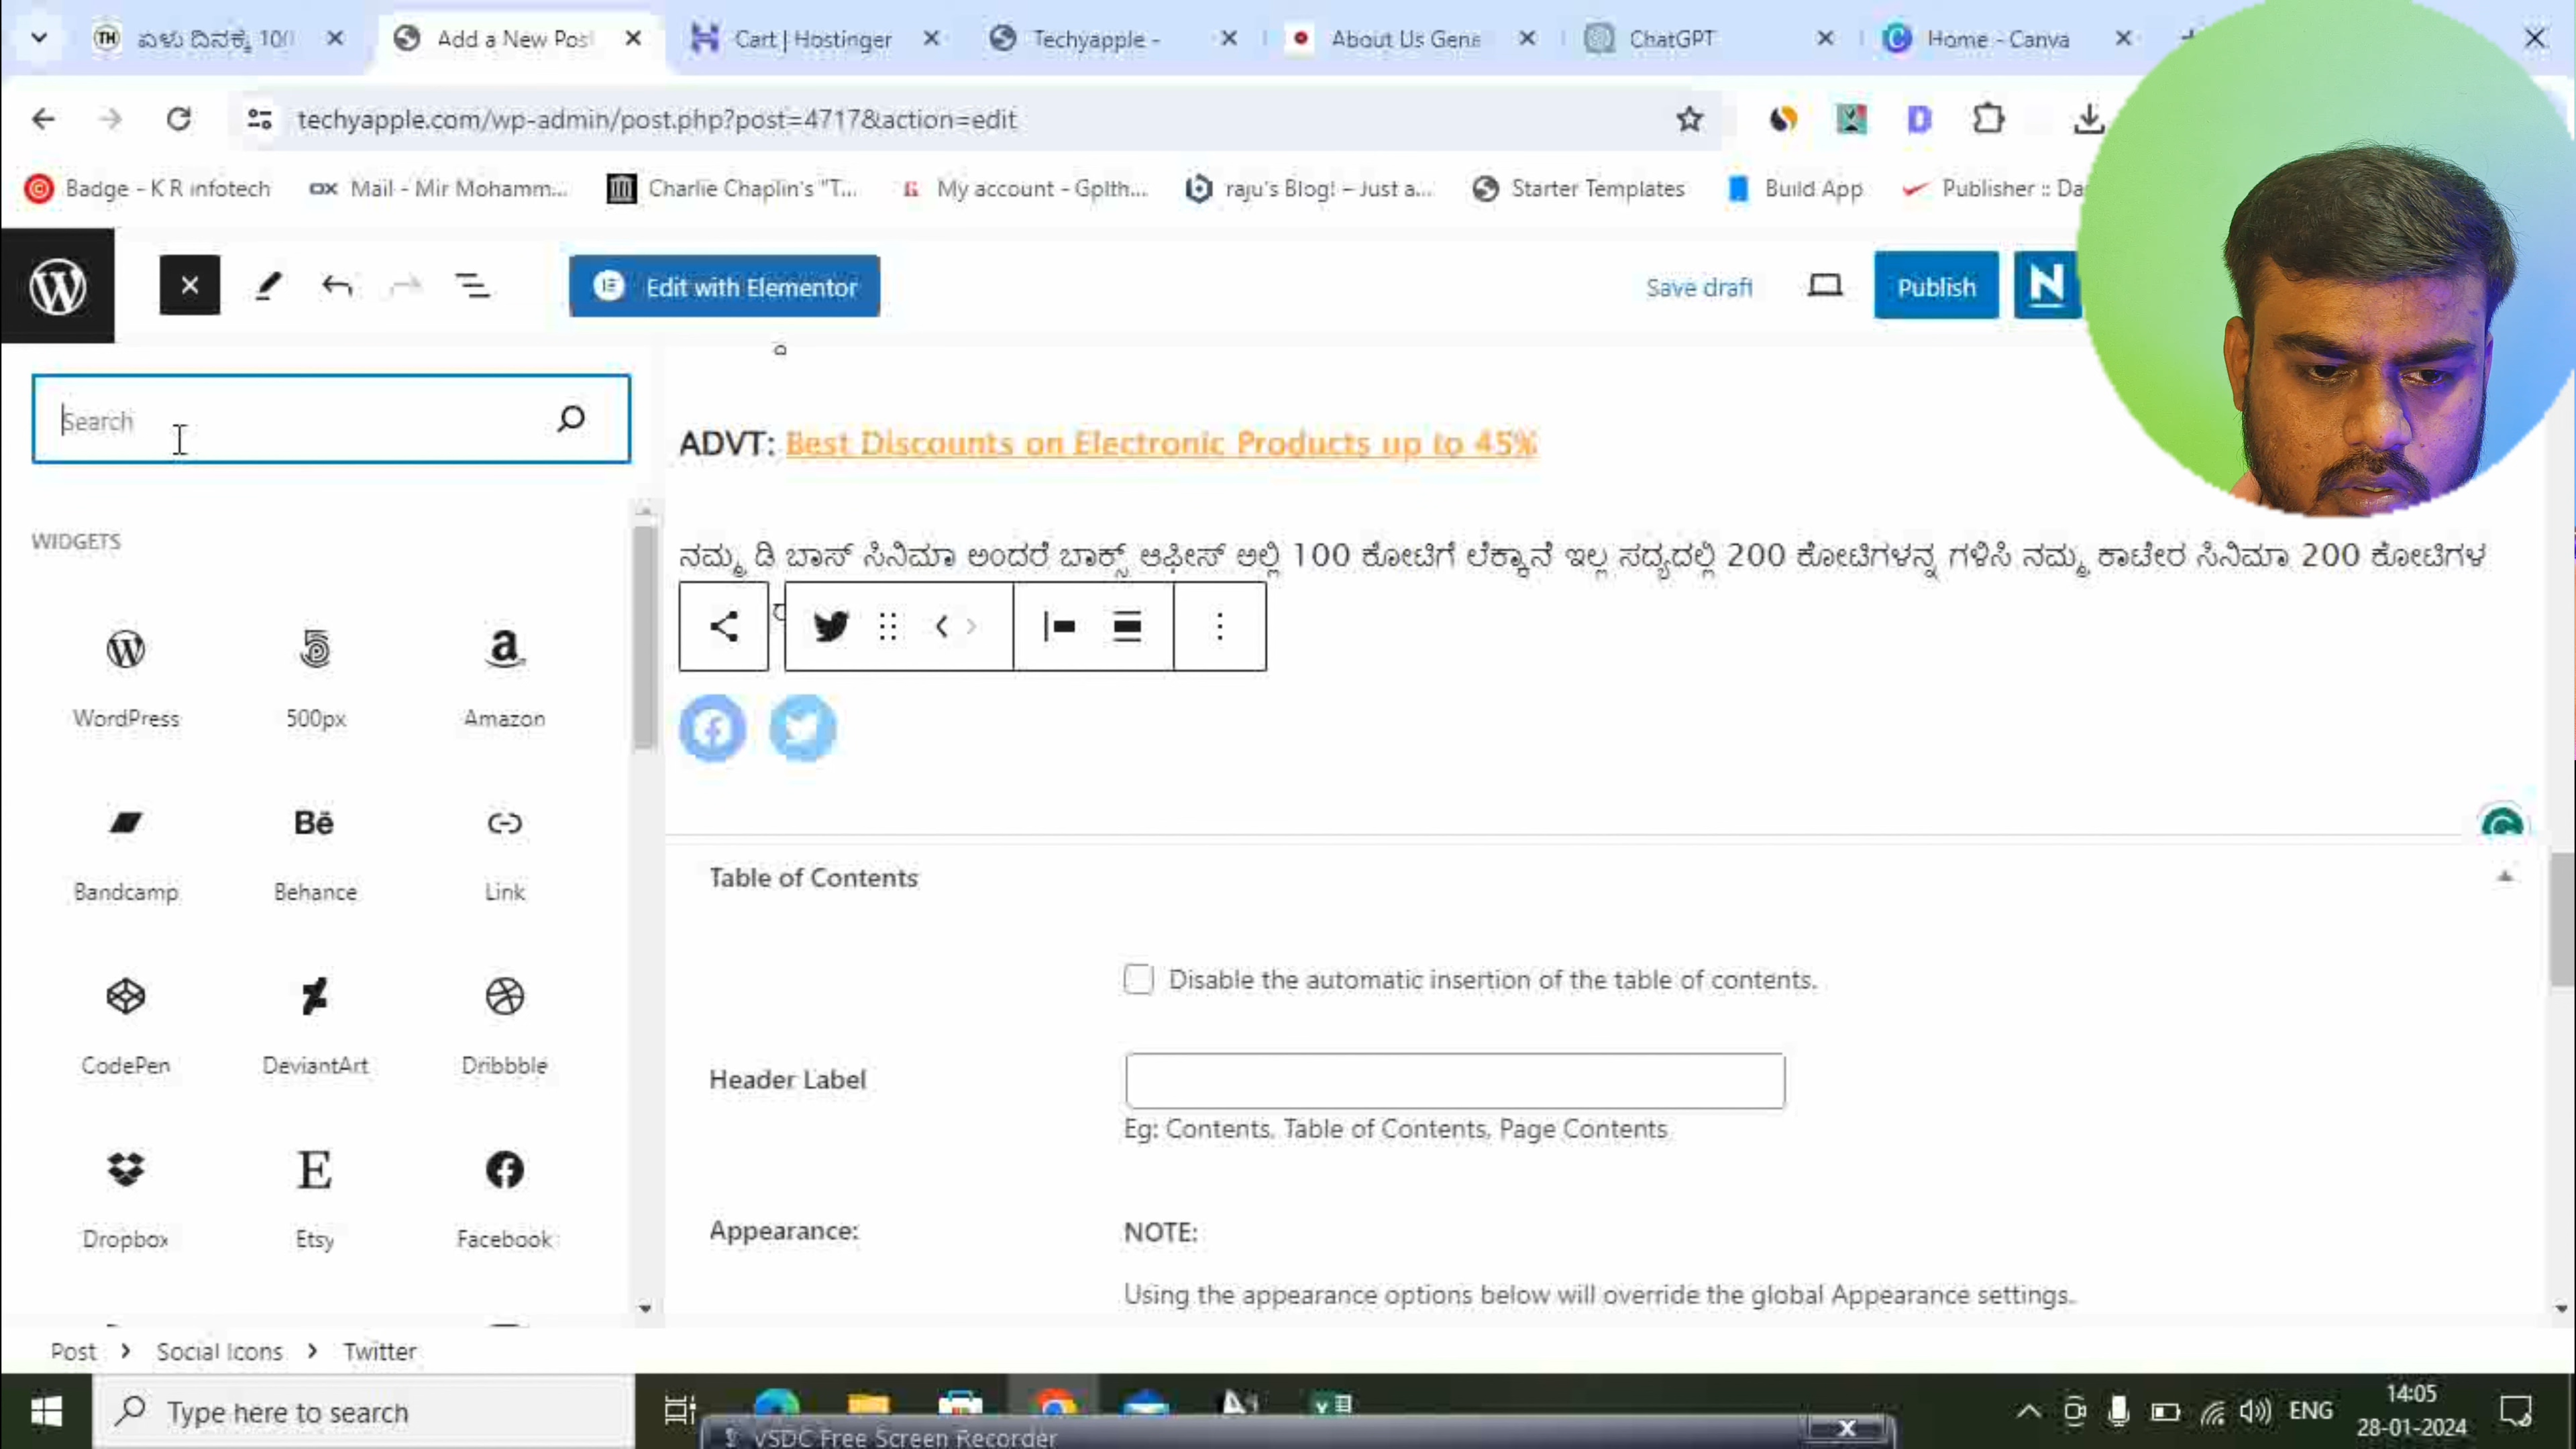 ಏಳು ದಿನಕ್ಕೆ 100
Add a New Post
Cart | Hostinger
Techyapple -
About Us Gene
ChatGPT
Home - Canva
techyapple.com/wp-admin/post.php?post=4717&action=edit
Badge - K R infotech
Mail - Mir Mohamm...
Charlie Chaplin's "T...
My account - Gplth...
raju's Blog! – Just a...
Starter Templates
Build App
Publisher :: Da
Edit with Elementor
Save draft
Publish
Search
ADVT: Best Discounts on Electronic Products up to 45%
WIDGETS
ನಮ್ಮ ಡಿ ಬಾಸ್ ಸಿನಿಮಾ ಅಂದರೆ ಬಾಕ್ಸ್ ಆಫೀಸ್ ಅಲ್ಲಿ 100 ಕೋಟಿಗೆ ಲೆಕ್ಕಾನೆ ಇಲ್ಲ ಸದ್ಯದಲ್ಲಿ 200 ಕೋಟಿಗಳನ್ನ ಗಳಿಸಿ ನಮ್ಮ ಕಾಟೇರ ಸಿನಿಮಾ 200 ಕೋಟಿಗಳ
WordPress
500px
Amazon
Bandcamp
Behance
Link
CodePen
DeviantArt
Dribbble
Dropbox
Etsy
Facebook
Table of Contents
Disable the automatic insertion of the table of contents.
Header Label
Eg: Contents, Table of Contents, Page Contents
Appearance:
NOTE:
Using the appearance options below will override the global Appearance settings.
Post > Social Icons > Twitter
Type here to search
ENG
14:05
28-01-2024
VSDC Free Screen Recorder